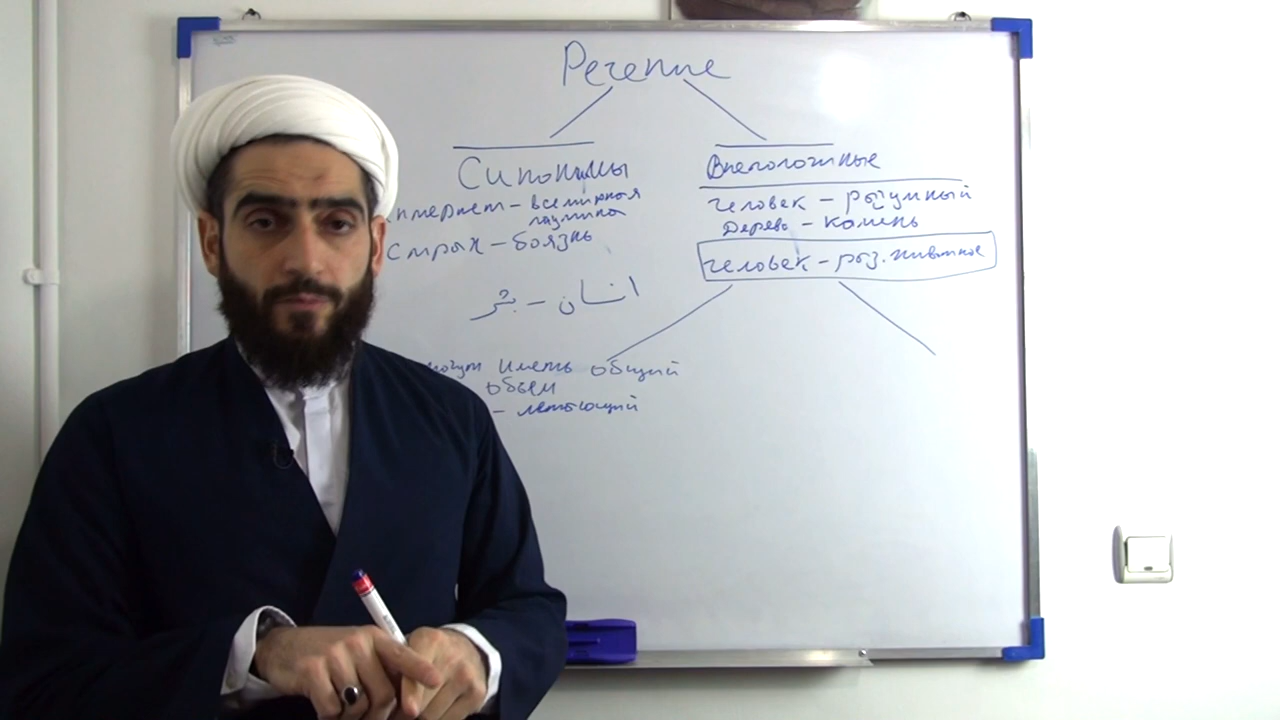 Речение
Синонимы
интернет – всемирная
паутина
Страх – боязнь
انسان – بشر
Внеположные
человек – разумный
Дерево – камень
человек – раз. животное
могут иметь общий
объем
– летающий